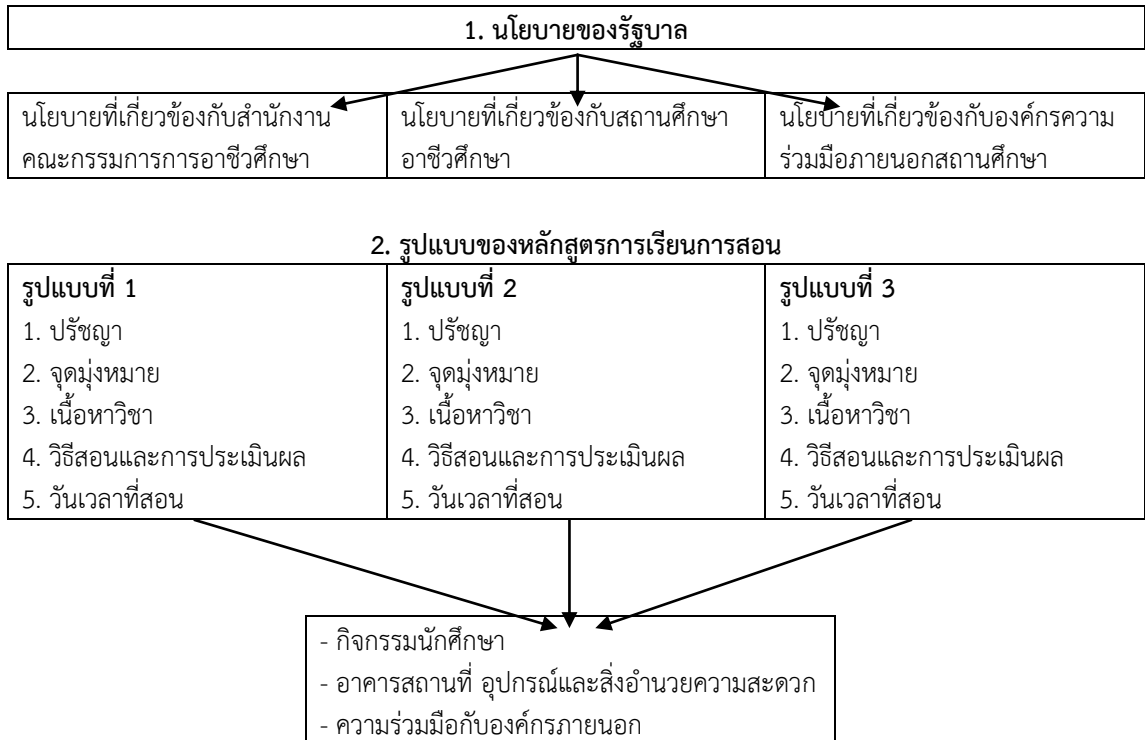 1. นโยบายของรัฐบาล
นโยบายที่เกี่ยวข้องกับสำนักงาน
คณะกรรมการการอาชีวศึกษา
นโยบายที่เกี่ยวข้องกับสถานศึกษา
อาชีวศึกษา
นโยบายที่เกี่ยวข้องกับองค์กรความ
ร่วมมือภายนอกสถานศึกษา
2. รูปแบบของหลักสูตรการเรียนการสอน
รูปแบบที่ 1
1. ปรัชญา
2. จุดมุ่งหมาย
3. เนื้อหาวิชา
4. วิธีสอนและการประเมินผล
5. วันเวลาที่สอน
รูปแบบที่ 2
1. ปรัชญา
2. จุดมุ่งหมาย
3. เนื้อหาวิชา
4. วิธีสอนและการประเมินผล
5. วันเวลาที่สอน
รูปแบบที่ 3
1. ปรัชญา
2. จุดมุ่งหมาย
3. เนื้อหาวิชา
4. วิธีสอนและการประเมินผล
5. วันเวลาที่สอน
- กิจกรรมนักศึกษา
- อาคารสถานที่ อุปกรณ์และสิ่งอำนวยความสะดวก
- ความร่วมมือกับองค์กรภายนอก